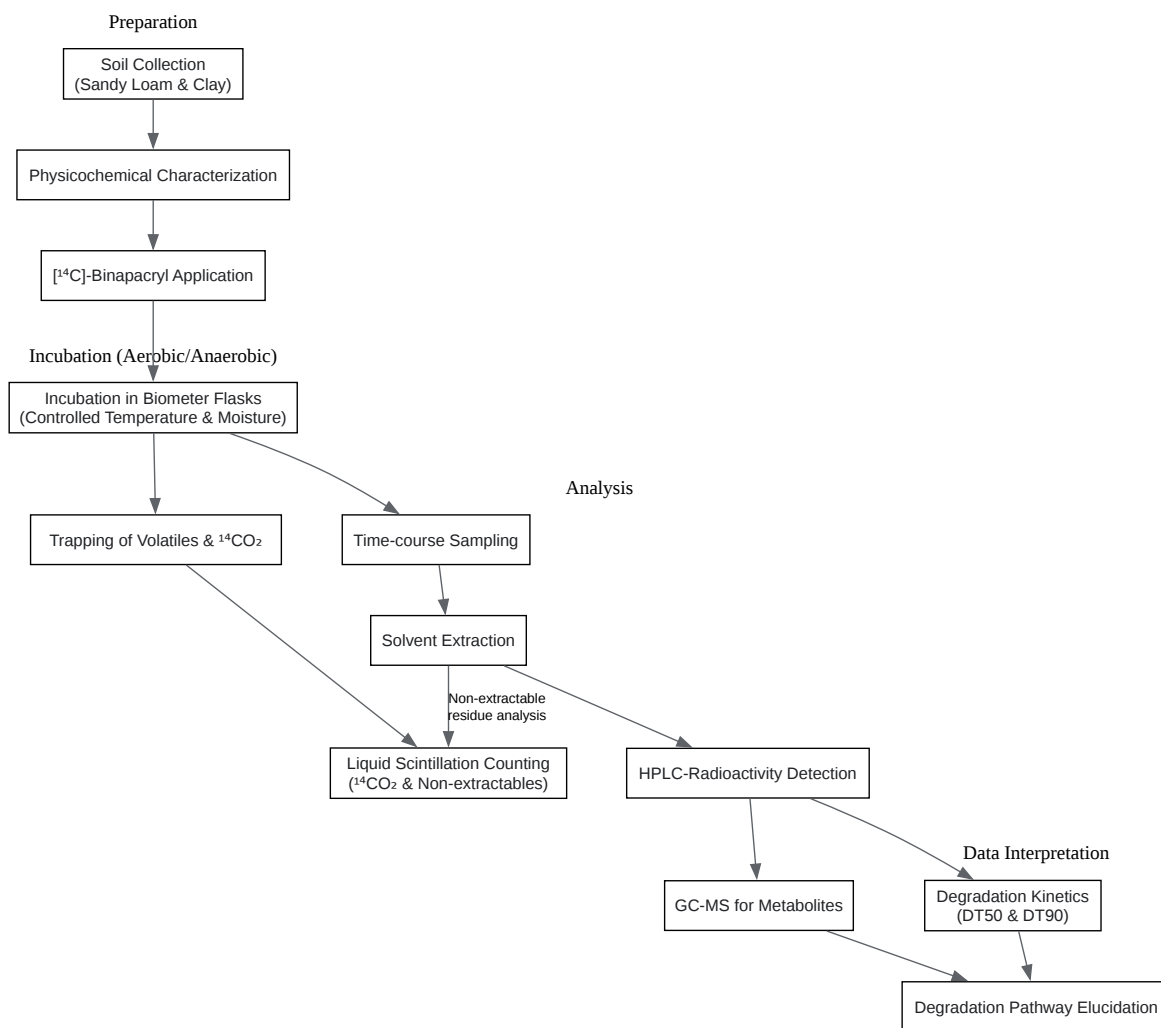 Preparation
Soil Collection
(Sandy Loam & Clay)
Physicochemical Characterization
[¹⁴C]-Binapacryl Application
Incubation (Aerobic/Anaerobic)
Incubation in Biometer Flasks
(Controlled Temperature & Moisture)
Analysis
Trapping of Volatiles & ¹⁴CO₂
Time-course Sampling
Solvent Extraction
Non-extractable
residue analysis
Liquid Scintillation Counting
(¹⁴CO₂ & Non-extractables)
HPLC-Radioactivity Detection
Data Interpretation
GC-MS for Metabolites
Degradation Kinetics
(DT50 & DT90)
Degradation Pathway Elucidation